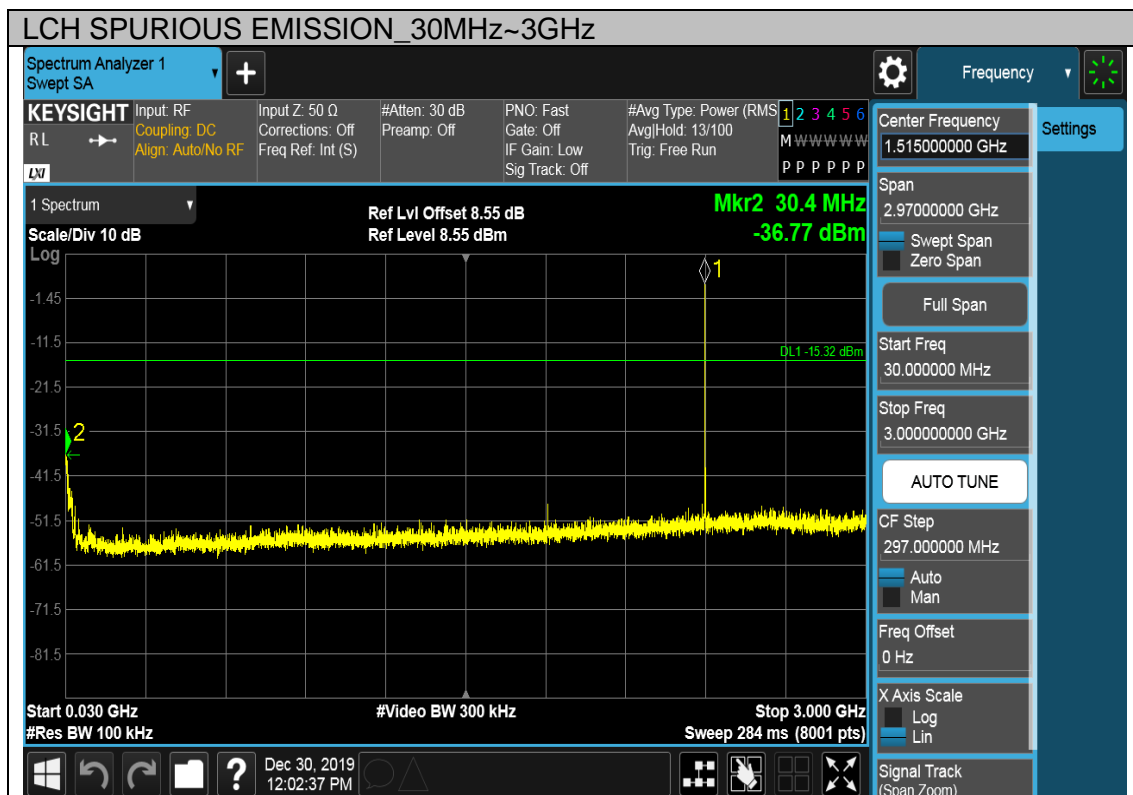 LCH SPURIOUS EMISSION_30MHz~3GHz
Spectrum Analyzer 1
Swept SA
Frequency
KEYSIGHT
RL
LXI
Input: RF
Coupling: DC
Align: Auto/No RF
Input Z: 50 Ω
Corrections: Off
Freq Ref: Int (S)
#Atten: 30 dB
Preamp: Off
PNO: Fast
Gate: Off
IF Gain: Low
Sig Track: Off
#Avg Type: Power (RMS
Avg|Hold: 13/100
Trig: Free Run
1 2 3 4 5 6
M W W W W W
P P P P P P
1 Spectrum
Scale/Div 10 dB
Ref Lvl Offset 8.55 dB
Ref Level 8.55 dBm
Mkr2 30.4 MHz
-36.77 dBm
Log
1
-1.45
-11.5
DL1 -15.32 dBm
-21.5
-31.5
2
-41.5
-51.5
-61.5
-71.5
-81.5
Start 0.030 GHz
#Res BW 100 kHz
#Video BW 300 kHz
Stop 3.000 GHz
Sweep 284 ms (8001 pts)
Dec 30, 2019
12:02:37 PM
Center Frequency
1.515000000 GHz
Settings
Span
2.97000000 GHz
Swept Span
Zero Span
Full Span
Start Freq
30.000000 MHz
Stop Freq
3.000000000 GHz
AUTO TUNE
CF Step
297.000000 MHz
Auto
Man
Freq Offset
0 Hz
X Axis Scale
Log
Lin
Signal Track
(Span Zoom)